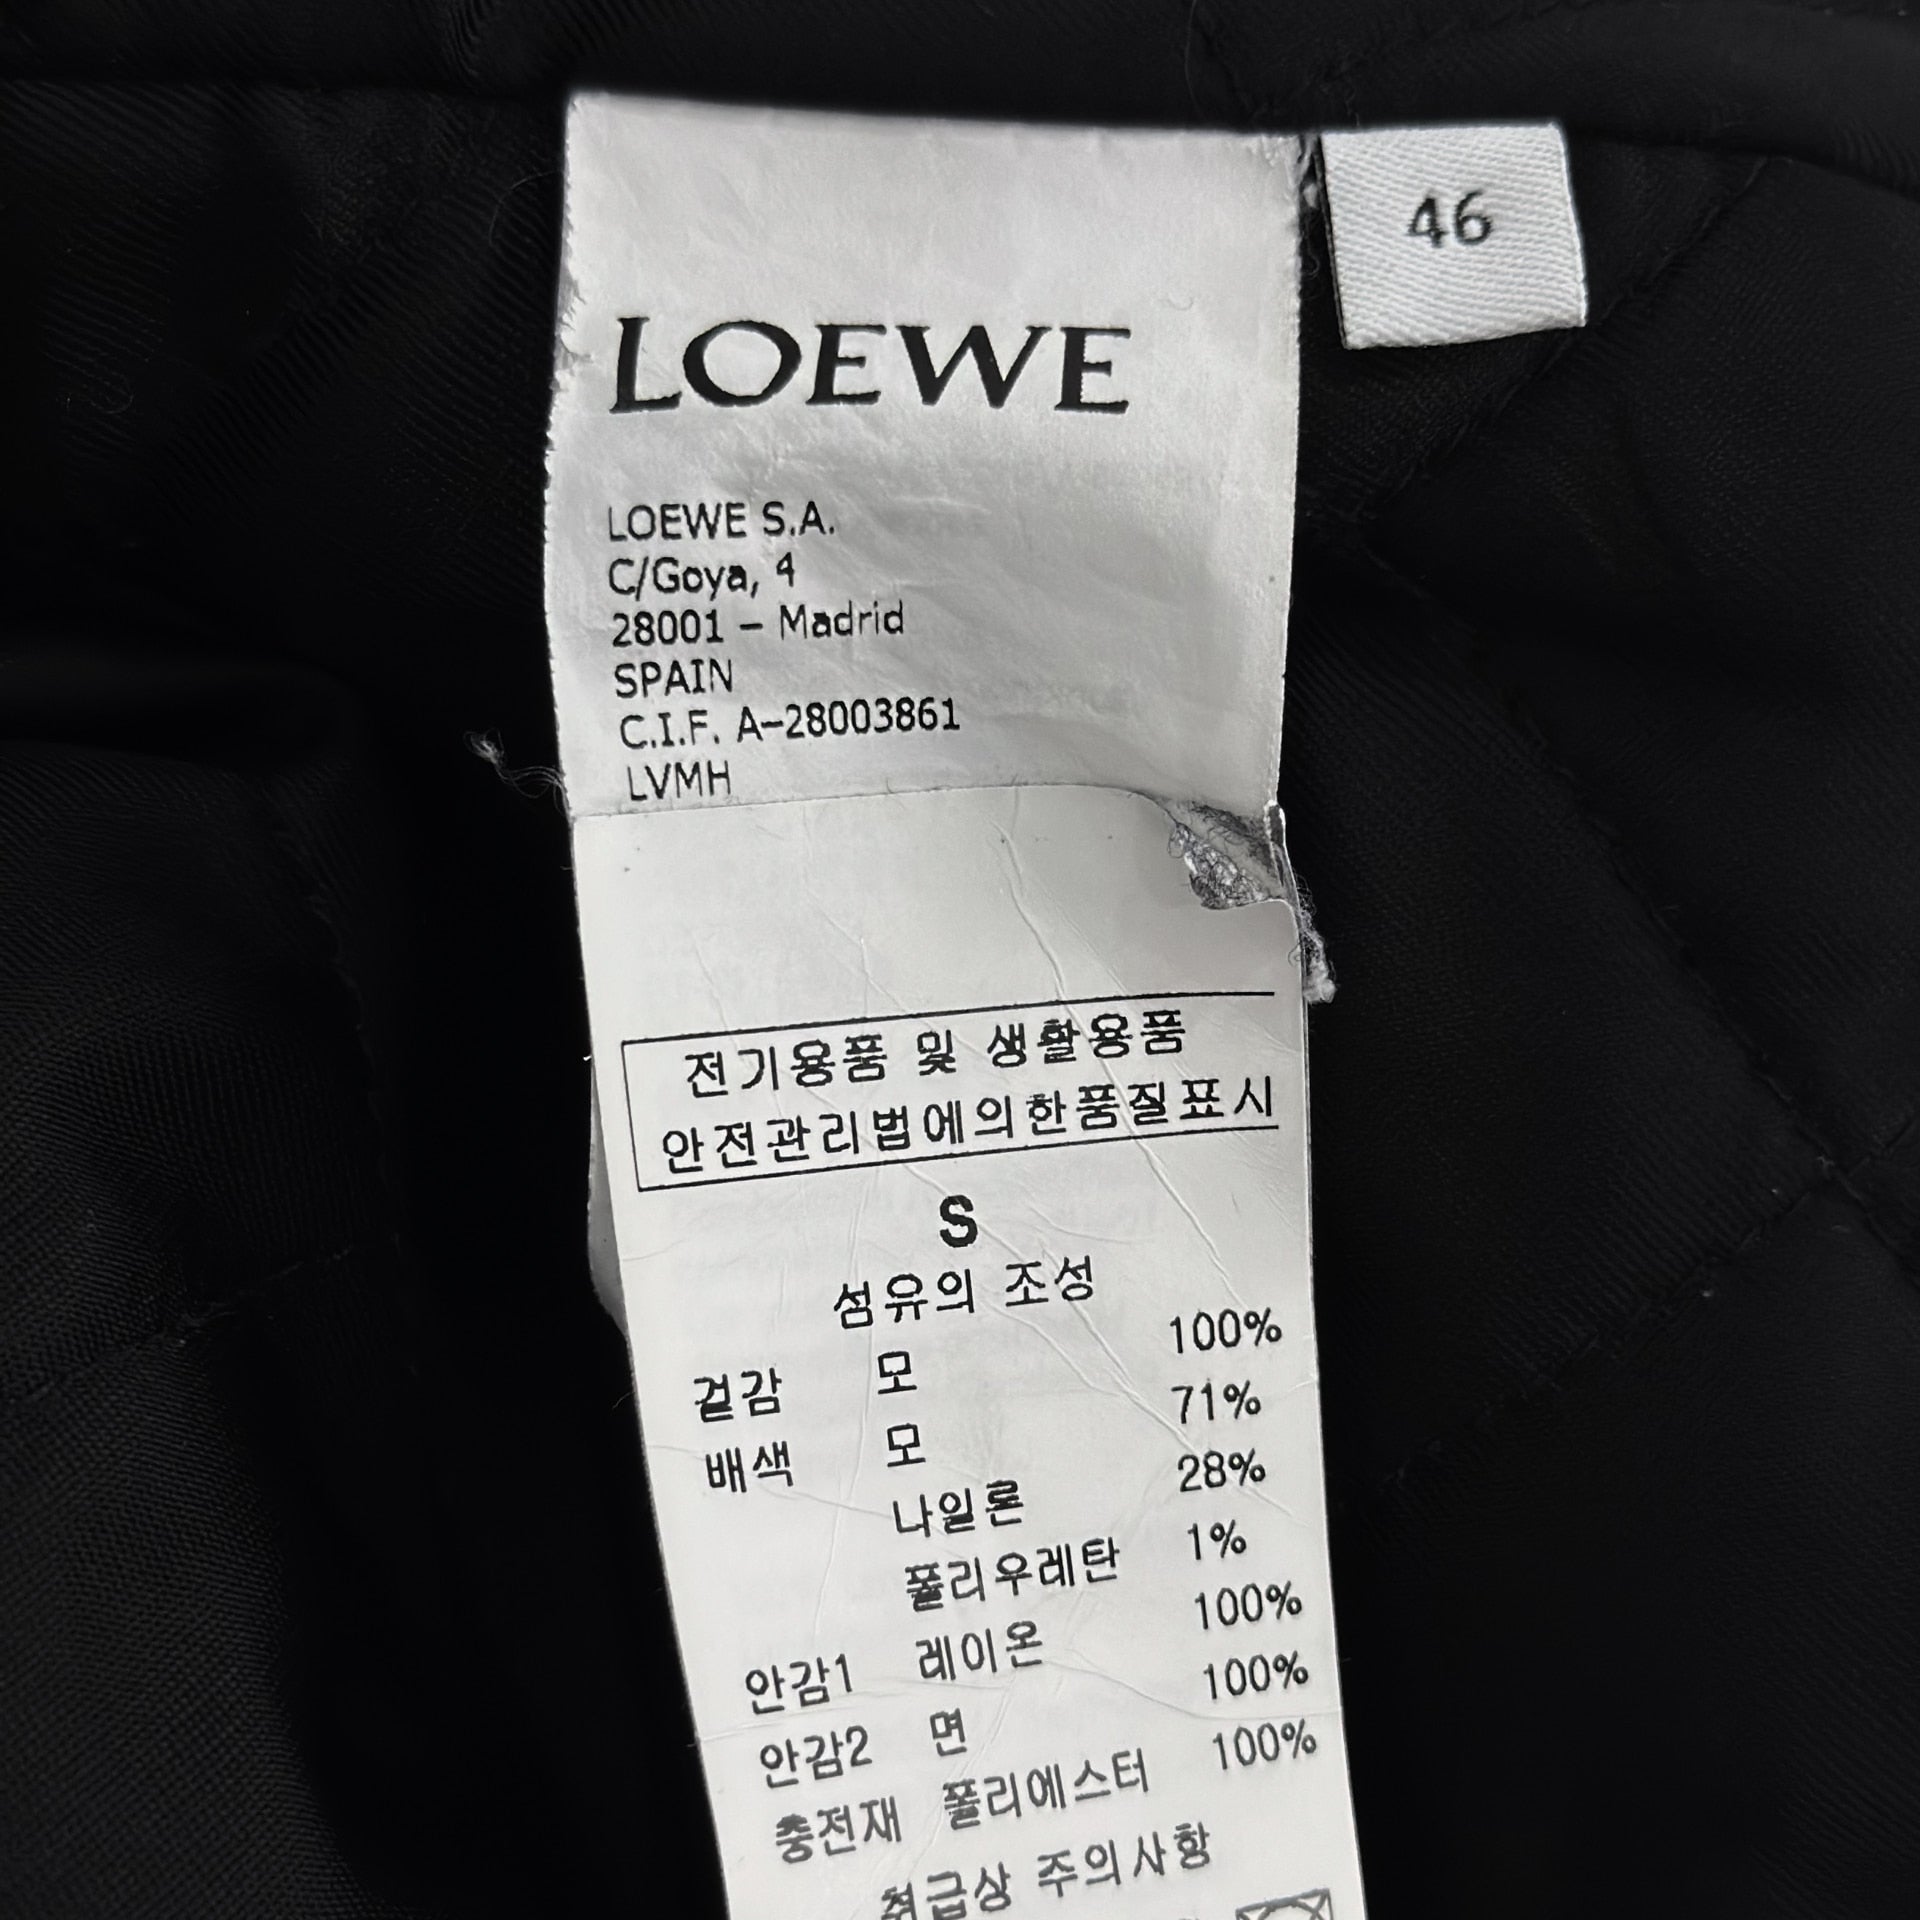 46
LOEWE
LOEWE S.A.
C/Goya, 4
28001 – Madrid
SPAIN
C.I.F. A–28003861
LVMH
전기용품 및 생활용품
안전관리법에의한품질표시
S
섬유의 조성
겉감 모 100%
배색 모 71%
나일론 28%
폴리우레탄 1%
안감1 레이온 100%
안감2 면 100%
충전재 폴리에스터 100%
취급상 주의사항